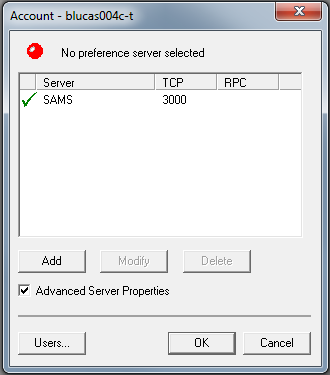 Account - blucas004c-t
No preference server selected
Server TCP RPC
SAMS 3000
Add Modify Delete
Advanced Server Properties
Users... OK Cancel